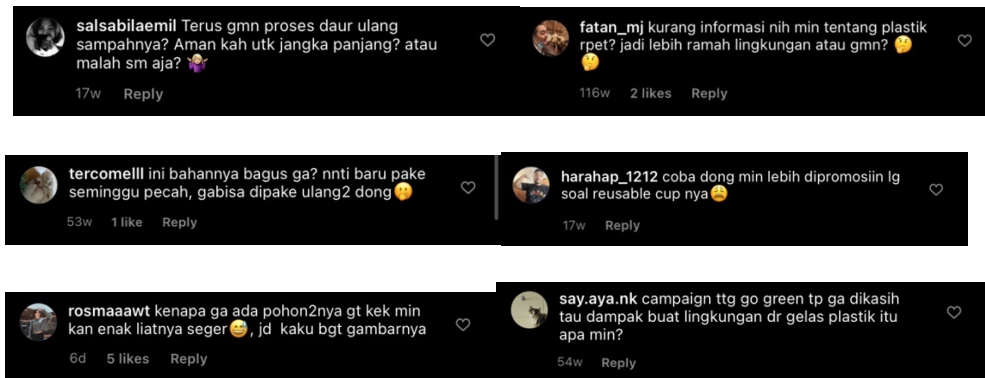 salsabilaemil Terus gmn proses daur ulang
sampahnya? Aman kah utk jangka panjang? atau
malah sm aja? 🤷🏼‍♀️
17w Reply
fatan_mj kurang informasi nih min tentang plastik
rpet? jadi lebih ramah lingkungan atau gmn? 🤔
🤔
116w 2 likes Reply
tercomelll ini bahannya bagus ga? nnti baru pake
seminggu pecah, gabisa dipake ulang2 dong🤭
53w 1 like Reply
harahap_1212 coba dong min lebih dipromosiin lg
soal reusable cup nya😩
17w Reply
rosmaaawt kenapa ga ada pohon2nya gt kek min
kan enak liatnya seger😅, jd kaku bgt gambarnya
6d 5 likes Reply
say.aya.nk campaign ttg go green tp ga dikasih
tau dampak buat lingkungan dr gelas plastik itu
apa min?
54w Reply